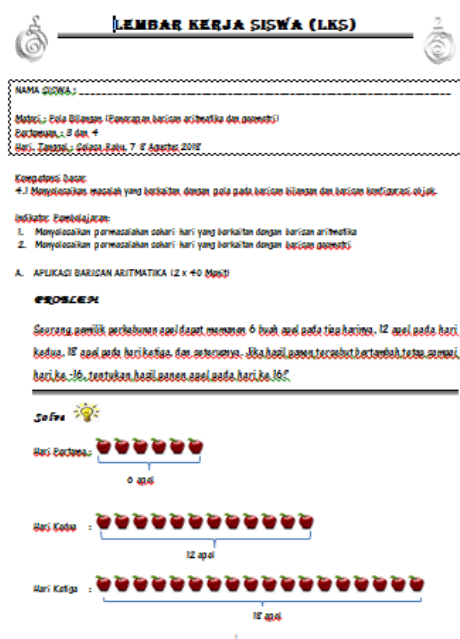 LEMBAR KERJA SISWA (LKS)
NAMA SISWA :
Materi : Pola Bilangan (Penerapan barisan aritmatika dan geometri)
Pertemuan : 3 dan 4
Hari, Tanggal : Selasa Rabu, 7 8 Agustus 2018
Kompetensi Dasar:
4.1 Menyelesaikan masalah yang berkaitan dengan pola pada barisan bilangan dan barisan konfigurasi objek.
Indikator Pembelajaran:
1. Menyelesaikan permasalahan sehari hari yang berkaitan dengan barisan aritmatika
2. Menyelesaikan permasalahan sehari hari yang berkaitan dengan barisan geometri
A. APLIKASI BARISAN ARITMATIKA (2 x 40 Menit)
PROBLEM
Seorang pemilik perkebunan apel dapat memanen 6 buah apel pada tiap harinya, 12 apel pada hari
kedua, 18 apel pada hari ketiga, dan seterusnya. Jika hasil panen tersebut bertambah tetap sampai
hari ke -16, tentukan hasil panen apel pada hari ke 16?
Solve
Hari Pertama :
6 apel
Hari Kedua :
12 apel
Hari Ketiga :
18 apel